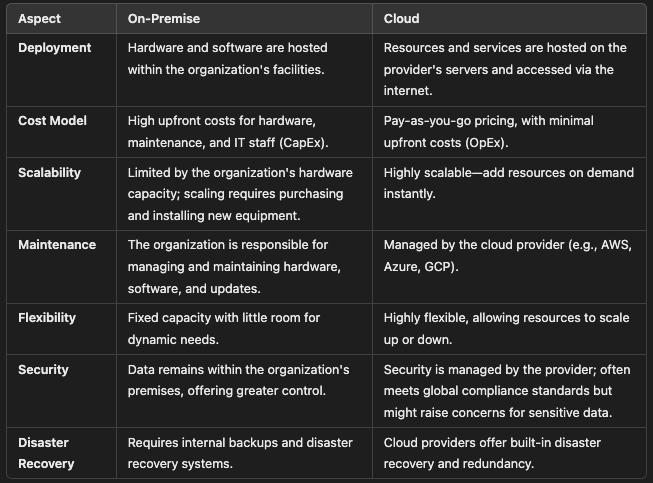 Aspect On-Premise Cloud
Deployment
Hardware and software are hosted
within the organization's facilities.
Resources and services are hosted on the
provider's servers and accessed via the
internet.
Cost Model
High upfront costs for hardware,
maintenance, and IT staff (CapEx).
Pay-as-you-go pricing, with minimal
upfront costs (OpEx).
Scalability
Limited by the organization's hardware
capacity; scaling requires purchasing
and installing new equipment.
Highly scalable—add resources on demand
instantly.
Maintenance
The organization is responsible for
managing and maintaining hardware,
software, and updates.
Managed by the cloud provider (e.g., AWS,
Azure, GCP).
Flexibility
Fixed capacity with little room for
dynamic needs.
Highly flexible, allowing resources to scale
up or down.
Security
Data remains within the organization's
premises, offering greater control.
Security is managed by the provider; often
meets global compliance standards but
might raise concerns for sensitive data.
Disaster
Recovery
Requires internal backups and disaster
recovery systems.
Cloud providers offer built-in disaster
recovery and redundancy.